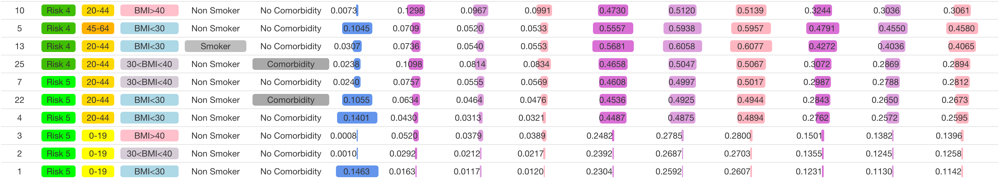 10 Risk 4 20-44 BMI>40 Non Smoker No Comorbidity 0.0073 0.1298 0.0967 0.0991 0.4730 0.5120 0.5139 0.3244 0.3036 0.3061
5 Risk 4 45-64 BMI<30 Non Smoker No Comorbidity 0.1045 0.0709 0.0520 0.0533 0.5557 0.5938 0.5957 0.4791 0.4550 0.4580
13 Risk 4 20-44 BMI<30 Smoker No Comorbidity 0.0307 0.0736 0.0540 0.0553 0.5681 0.6058 0.6077 0.4272 0.4036 0.4065
25 Risk 4 20-44 30<BMI<40 Non Smoker Comorbidity 0.0238 0.1098 0.0814 0.0834 0.4658 0.5047 0.5067 0.3072 0.2869 0.2894
7 Risk 5 20-44 30<BMI<40 Non Smoker No Comorbidity 0.0240 0.0757 0.0555 0.0569 0.4608 0.4997 0.5017 0.2987 0.2788 0.2812
22 Risk 5 20-44 BMI<30 Non Smoker Comorbidity 0.1055 0.0634 0.0464 0.0476 0.4536 0.4925 0.4944 0.2843 0.2650 0.2673
4 Risk 5 20-44 BMI<30 Non Smoker No Comorbidity 0.1401 0.0430 0.0313 0.0321 0.4487 0.4875 0.4894 0.2762 0.2572 0.2595
3 Risk 5 0-19 BMI>40 Non Smoker No Comorbidity 0.0008 0.0520 0.0379 0.0389 0.2482 0.2785 0.2800 0.1501 0.1382 0.1396
2 Risk 5 0-19 30<BMI<40 Non Smoker No Comorbidity 0.0010 0.0292 0.0212 0.0217 0.2392 0.2687 0.2703 0.1355 0.1245 0.1258
1 Risk 5 0-19 BMI<30 Non Smoker No Comorbidity 0.1463 0.0163 0.0117 0.0120 0.2304 0.2592 0.2607 0.1231 0.1130 0.1142